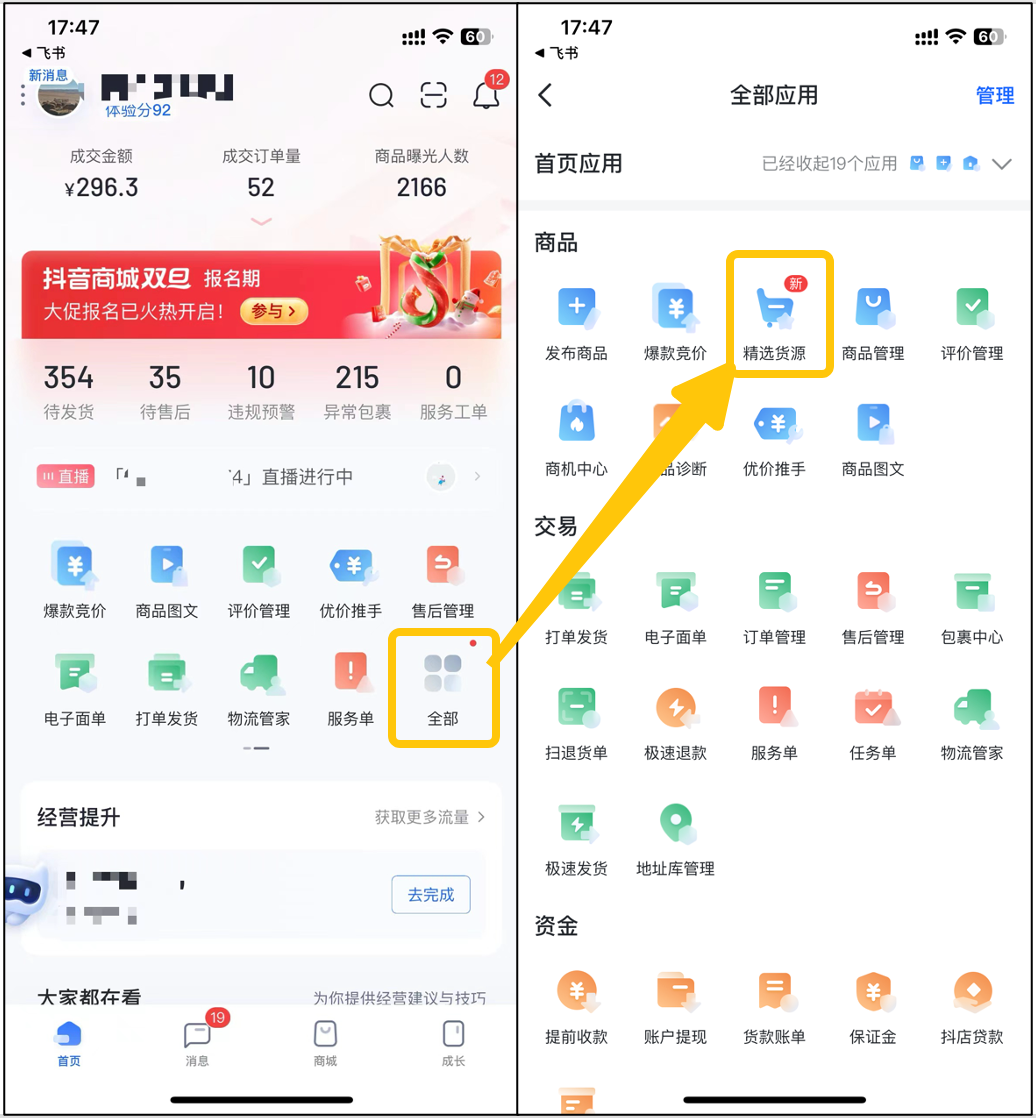 17:47
60
◀ 飞书
新消息
体验分92
12
成交金额
成交订单量
商品曝光人数
¥296.3
52
2166
抖音商城双旦 报名期
大促报名已火热开启！
参与 >
354
35
10
215
0
待发货
待售后
违规预警
异常包裹
服务工单
直播
4」直播进行中
爆款竞价
商品图文
评价管理
优价推手
售后管理
电子面单
打单发货
物流管家
服务单
全部
经营提升
获取更多流量 >
去完成
大家都在看
为你提供经营建议与技巧
19
首页
消息
商城
成长
17:47
60
◀ 飞书
全部应用
管理
首页应用
已经收起19个应用
商品
新
发布商品
爆款竞价
精选货源
商品管理
评价管理
商机中心
品诊断
优价推手
商品图文
交易
打单发货
电子面单
订单管理
售后管理
包裹中心
扫退货单
极速退款
服务单
任务单
物流管家
极速发货
地址库管理
资金
提前收款
账户提现
货款账单
保证金
抖店贷款